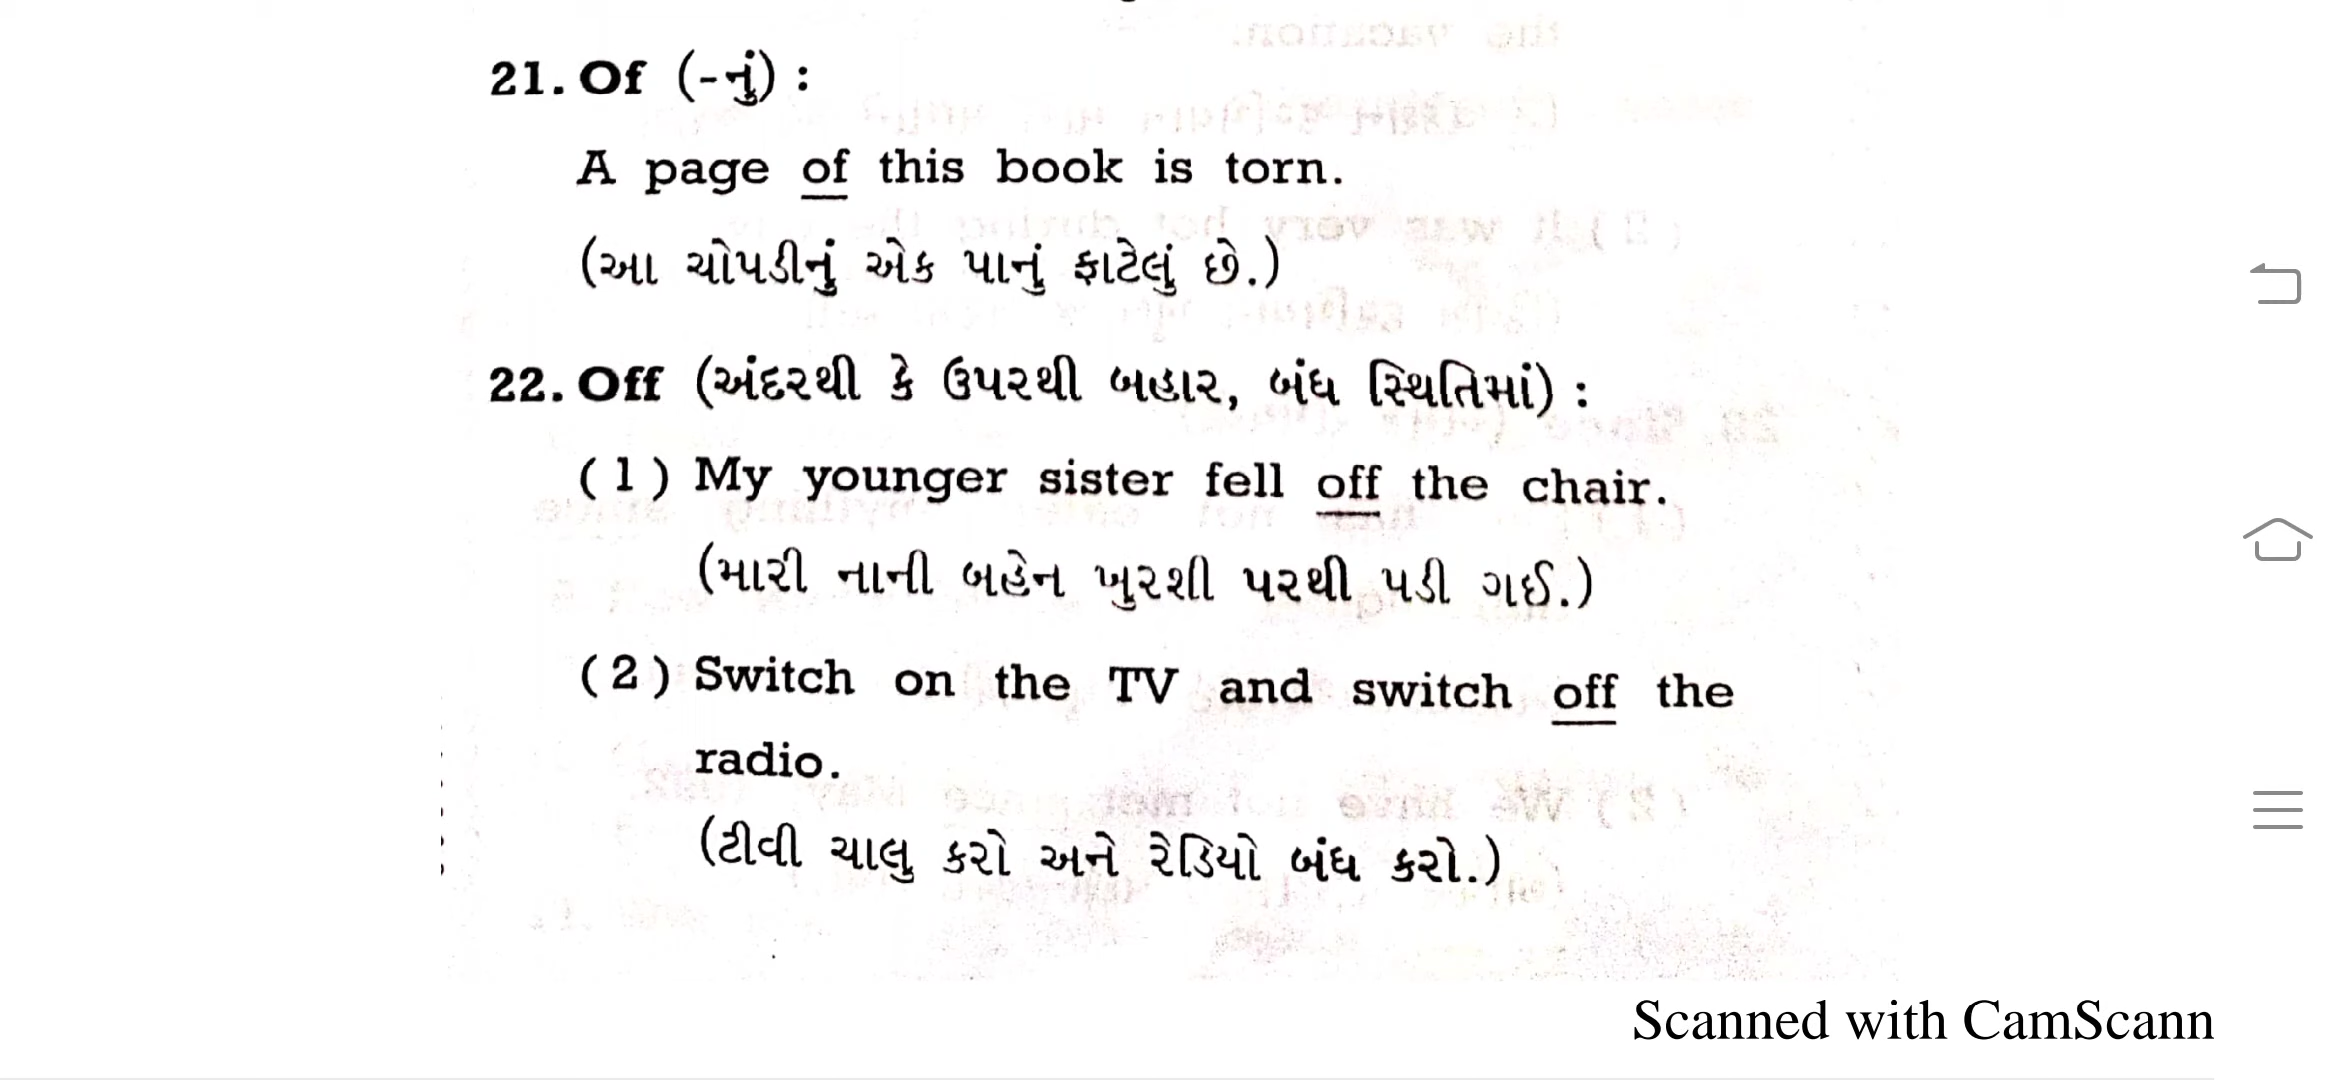 21. Of (-નું) :
A page of this book is torn.
(આ ચોપડીનું એક પાનું ફાટેલું છે.)
22. Off (અંદરથી કે ઉપરથી બહાર, બંધ સ્થિતિમાં) :
(1) My younger sister fell off the chair.
(મારી નાની બહેન ખુરશી પરથી પડી ગઈ.)
(2) Switch on the TV and switch off the
radio.
(ટીવી ચાલુ કરો અને રેડિયો બંધ કરો.)
Scanned with CamScann